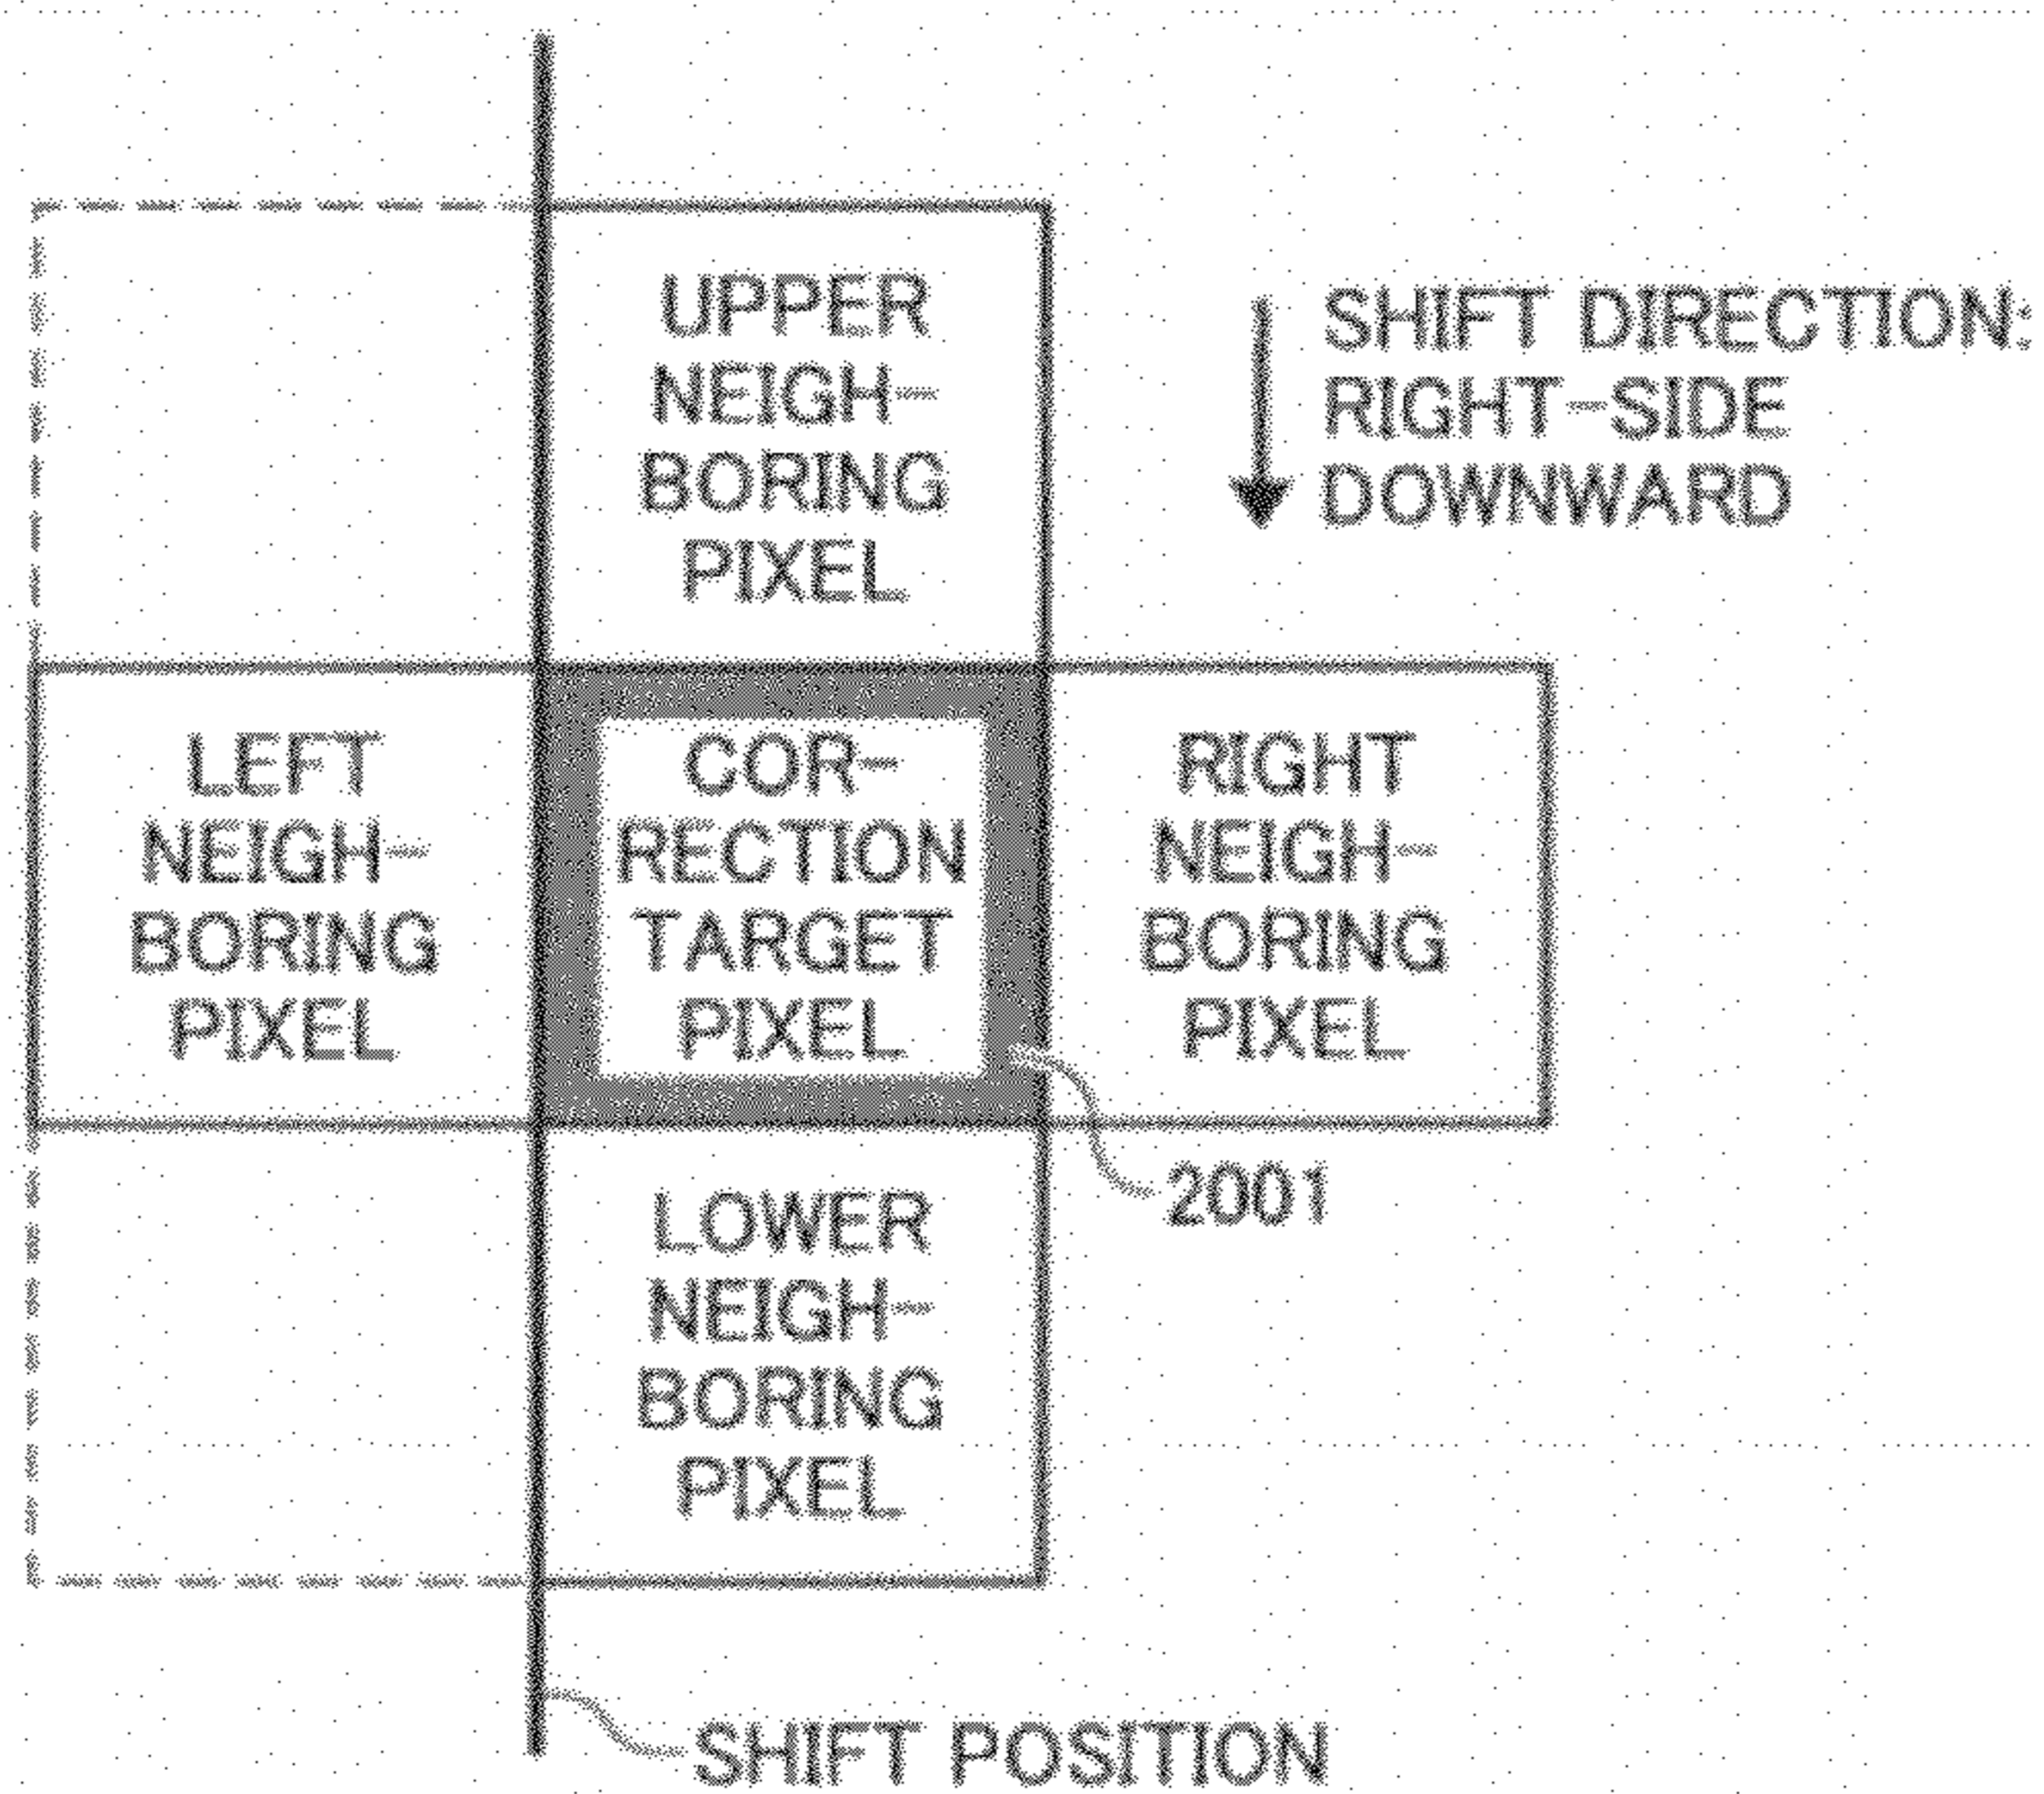 UPPER
NEIGH-
BORING
PIXEL
SHIFT DIRECTION:
RIGHT-SIDE
DOWNWARD
LEFT
NEIGH-
BORING
PIXEL
COR-
RECTION
TARGET
PIXEL
RIGHT
NEIGH-
BORING
PIXEL
2001
LOWER
NEIGH-
BORING
PIXEL
SHIFT POSITION